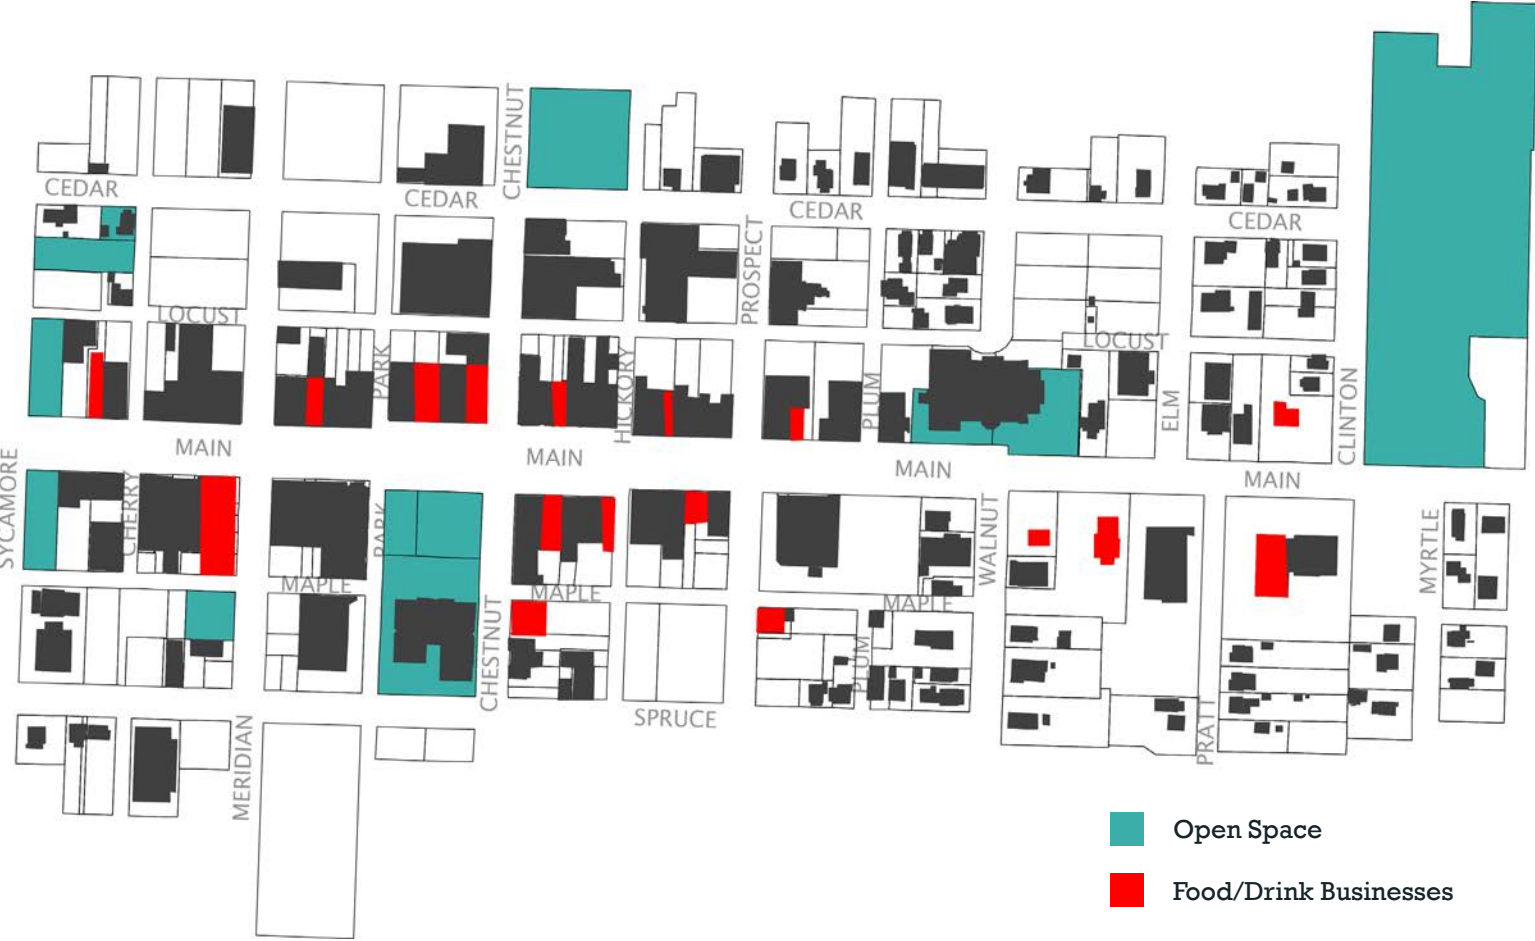 CHESTNUT
CEDAR
CEDAR
CEDAR
CEDAR
PROSPECT
LOCUST
LOCUST
PARK
HICKORY
PLUM
ELM
CLINTON
MAIN
MAIN
MAIN
MAIN
SYCAMORE
CHERRY
PARK
WALNUT
MYRTLE
MAPLE
MAPLE
MAPLE
CHESTNUT
PLUM
SPRUCE
MERIDIAN
PRATT
Open Space
Food/Drink Businesses